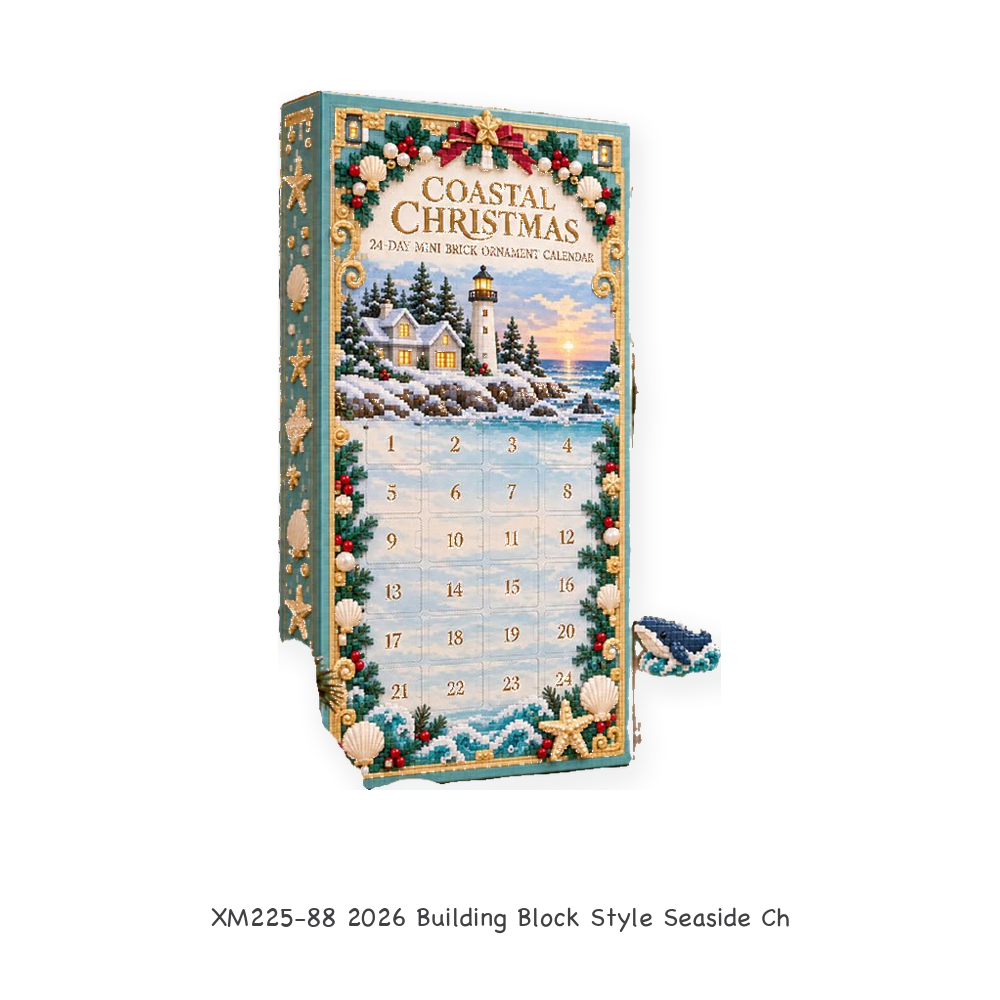 COASTAL
CHRISTMAS
24-DAY MINI BRICK ORNAMENT CALENDAR
1 2 3 4
5 6 7 8
9 10 11 12
13 14 15 16
17 18 19 20
21 22 23 24
XM225-88 2026 Building Block Style Seaside Ch